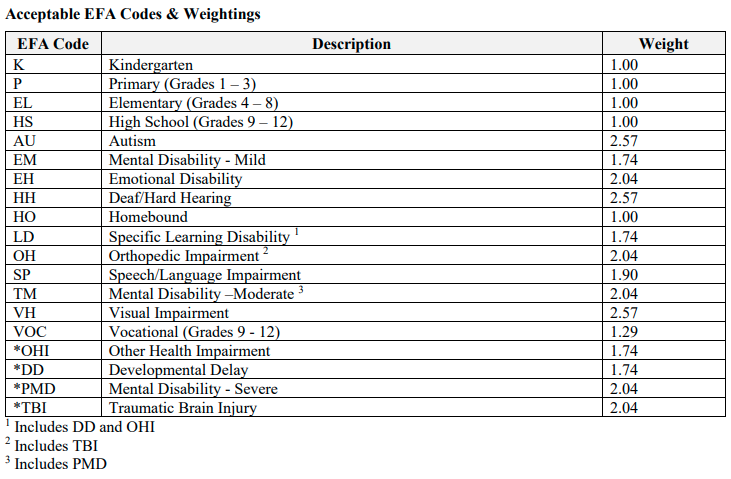 Acceptable EFA Codes & Weightings
EFA Code Description Weight
K Kindergarten 1.00
P Primary (Grades 1 – 3) 1.00
EL Elementary (Grades 4 – 8) 1.00
HS High School (Grades 9 – 12) 1.00
AU Autism 2.57
EM Mental Disability - Mild 1.74
EH Emotional Disability 2.04
HH Deaf/Hard Hearing 2.57
HO Homebound 1.00
LD Specific Learning Disability 1 1.74
OH Orthopedic Impairment 2 2.04
SP Speech/Language Impairment 1.90
TM Mental Disability –Moderate 3 2.04
VH Visual Impairment 2.57
VOC Vocational (Grades 9 - 12) 1.29
*OHI Other Health Impairment 1.74
*DD Developmental Delay 1.74
*PMD Mental Disability - Severe 2.04
*TBI Traumatic Brain Injury 2.04
1 Includes DD and OHI
2 Includes TBI
3 Includes PMD